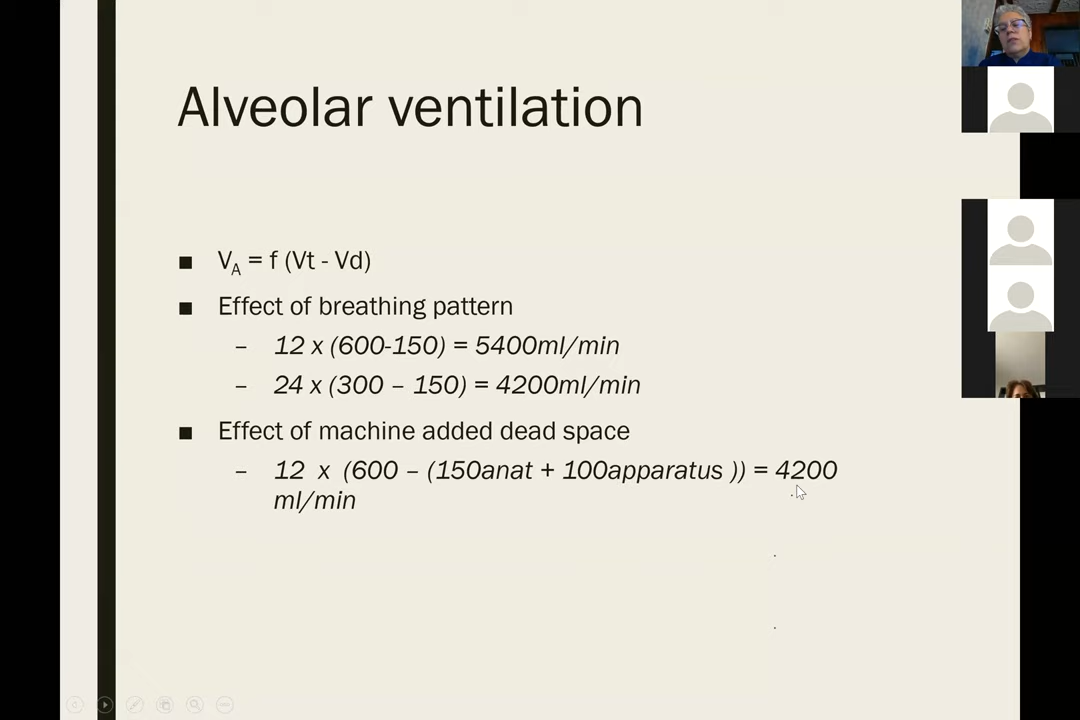 Alveolar ventilation
■ V_A = f (Vt - Vd)
■ Effect of breathing pattern
– 12 x (600-150) = 5400ml/min
– 24 x (300 – 150) = 4200ml/min
■ Effect of machine added dead space
– 12 x (600 – (150anat + 100apparatus )) = 4200
ml/min